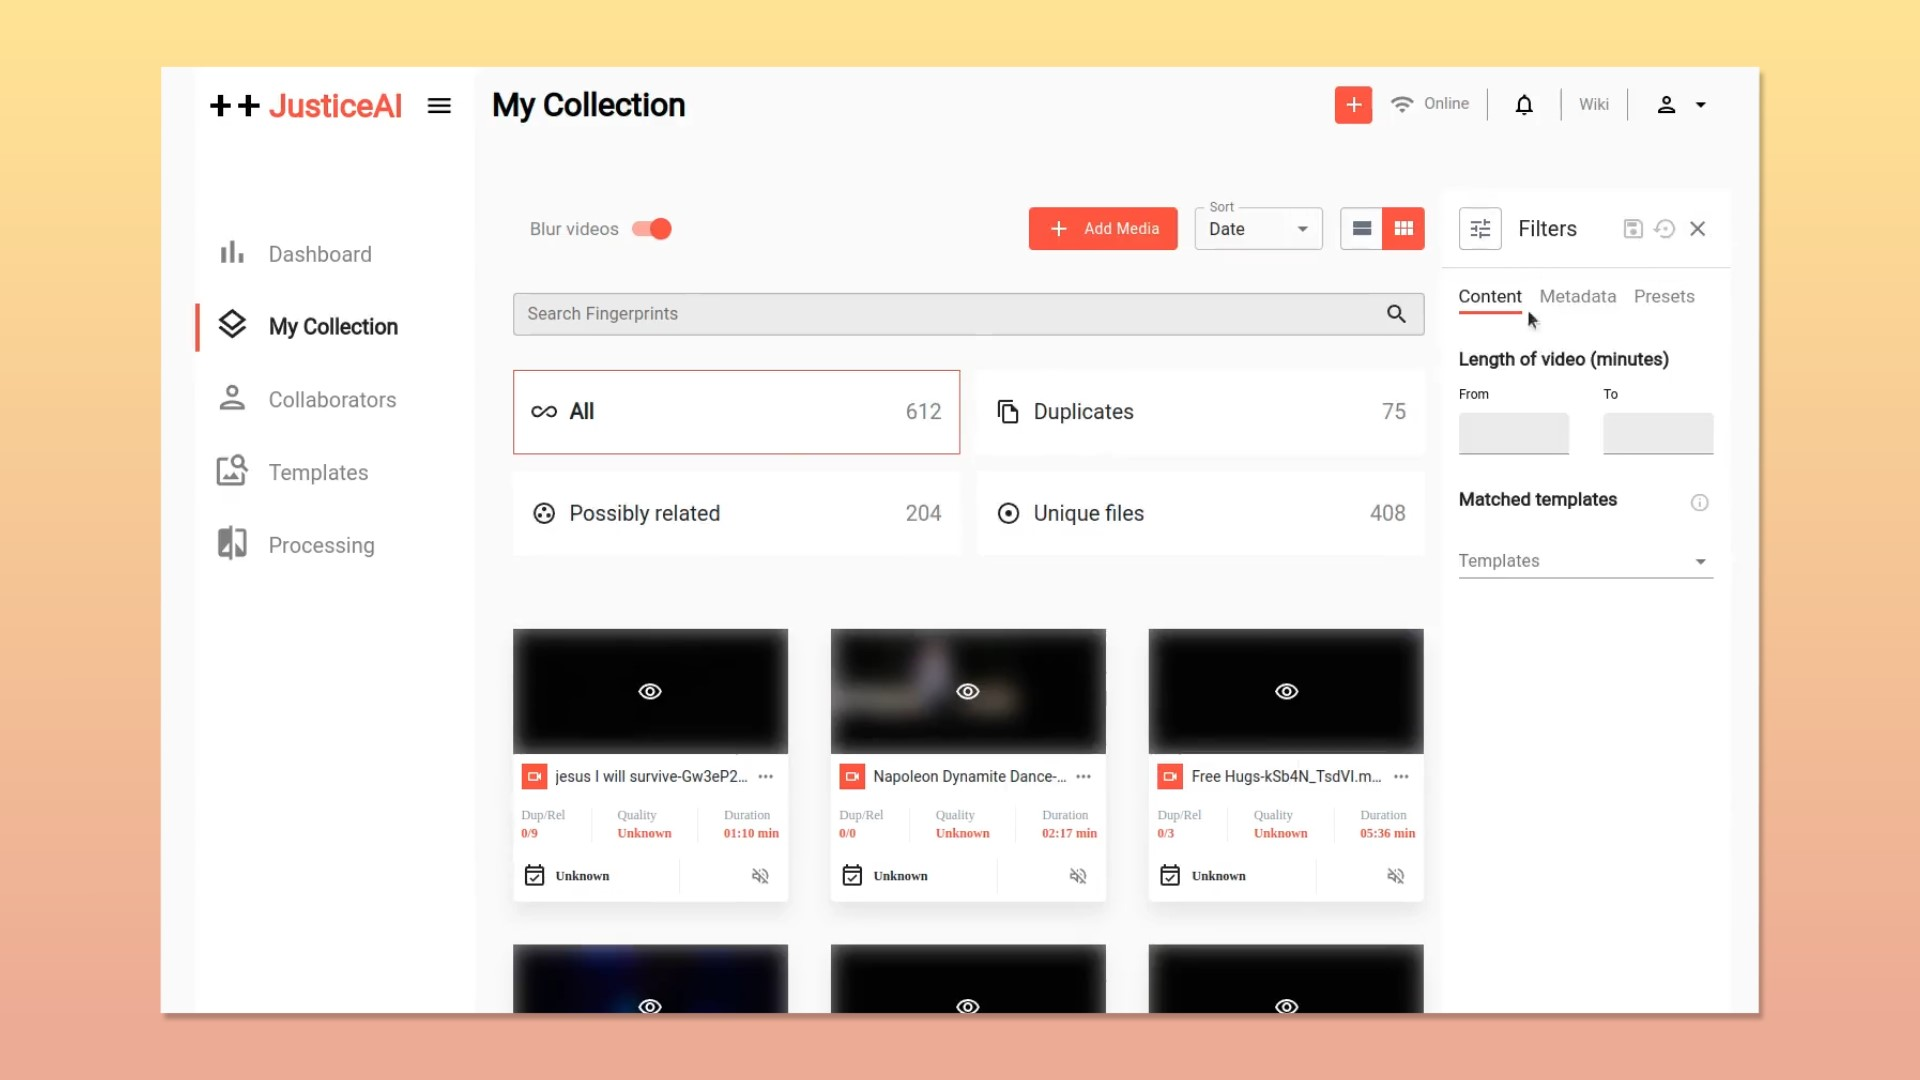 ++ JusticeAI
My Collection
Online
Wiki
Dashboard
My Collection
Collaborators
Templates
Processing
Blur videos
+ Add Media
Sort
Date
Search Fingerprints
All 612
Duplicates 75
Possibly related 204
Unique files 408
Filters
Content Metadata Presets
Length of video (minutes)
From To
Matched templates
Templates
jesus I will survive-Gw3eP2...
Dup/Rel Quality Duration
0/9 Unknown 01:10 min
Unknown
Napoleon Dynamite Dance-...
Dup/Rel Quality Duration
0/0 Unknown 02:17 min
Unknown
Free Hugs-kSb4N_TsdVI.m...
Dup/Rel Quality Duration
0/3 Unknown 05:36 min
Unknown